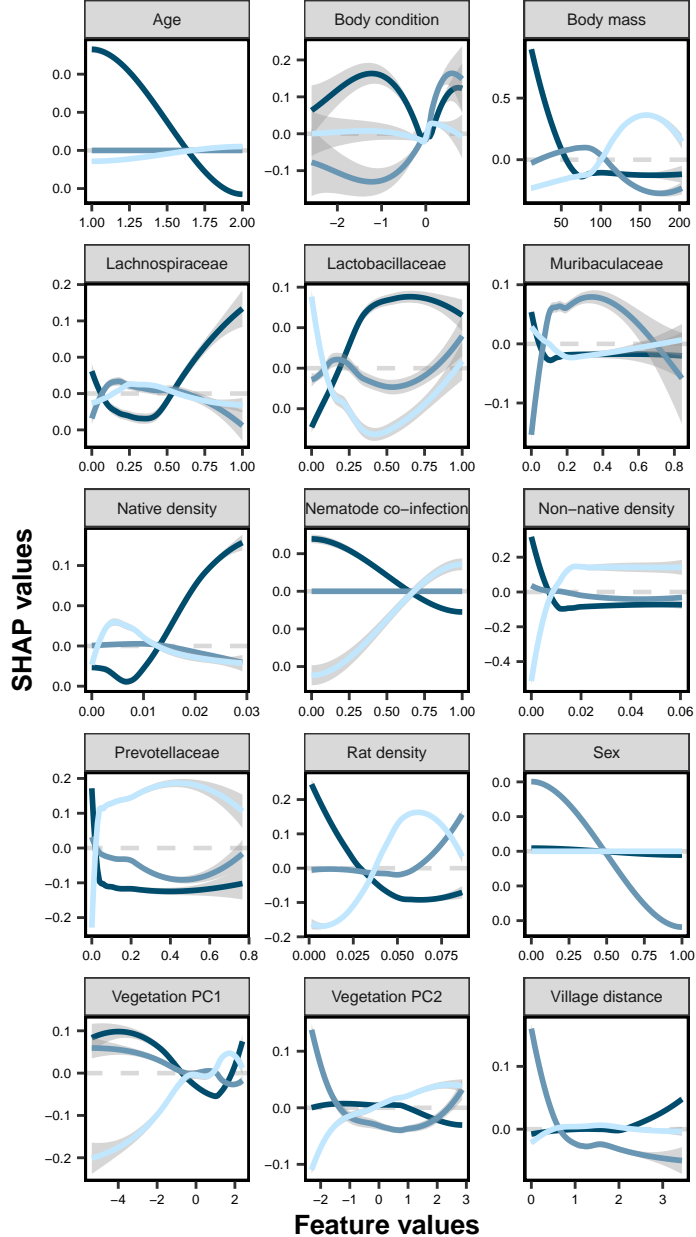 Age Body condition Body mass
0.0 0.2
0.0 0.1 0.5
0.0 0.0
0.0 −0.1 0.0
1.00 1.25 1.50 1.75 2.00 −2 −1 0 50 100 150 200
Lachnospiraceae Lactobacillaceae Muribaculaceae
0.2 0.1 0.1
0.1 0.0
0.0 0.0 0.0
0.0 0.0 −0.1
0.00 0.25 0.50 0.75 1.00 0.00 0.25 0.50 0.75 1.00 0.0 0.2 0.4 0.6 0.8
Native density Nematode co−infection Non−native density
0.1 0.0 0.2
0.0 0.0 0.0
0.0 0.0 −0.2
0.0 0.0 −0.4
0.00 0.01 0.02 0.03 0.00 0.25 0.50 0.75 1.00 0.00 0.02 0.04 0.06
SHAP values
Prevotellaceae Rat density Sex
0.2 0.2 0.0
0.1 0.1 0.0
0.0 0.0 0.0
−0.1 −0.1 0.0
−0.2 −0.2 0.0
0.0 0.2 0.4 0.6 0.8 0.000 0.025 0.050 0.075 0.00 0.25 0.50 0.75 1.00
Vegetation PC1 Vegetation PC2 Village distance
0.1 0.1 0.1
0.0 0.0 0.0
−0.1 −0.1
−0.2
−4 −2 0 2 −2 −1 0 1 2 3 0 1 2 3
Feature values